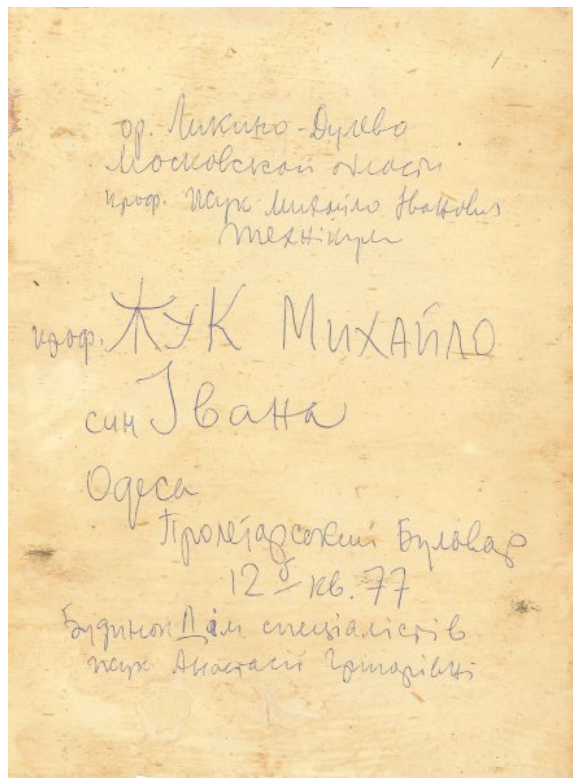 ор. Ликино-Дулево
Московской области
проф. Жук Михайло Іванович
технікум
проф. ЖУК МИХАЙЛО
син Івана
Одеса
Пролетарський Бульвар
12 б кв. 77
Будинок Дім спеціалістів
Жук Анастасії Григорівні